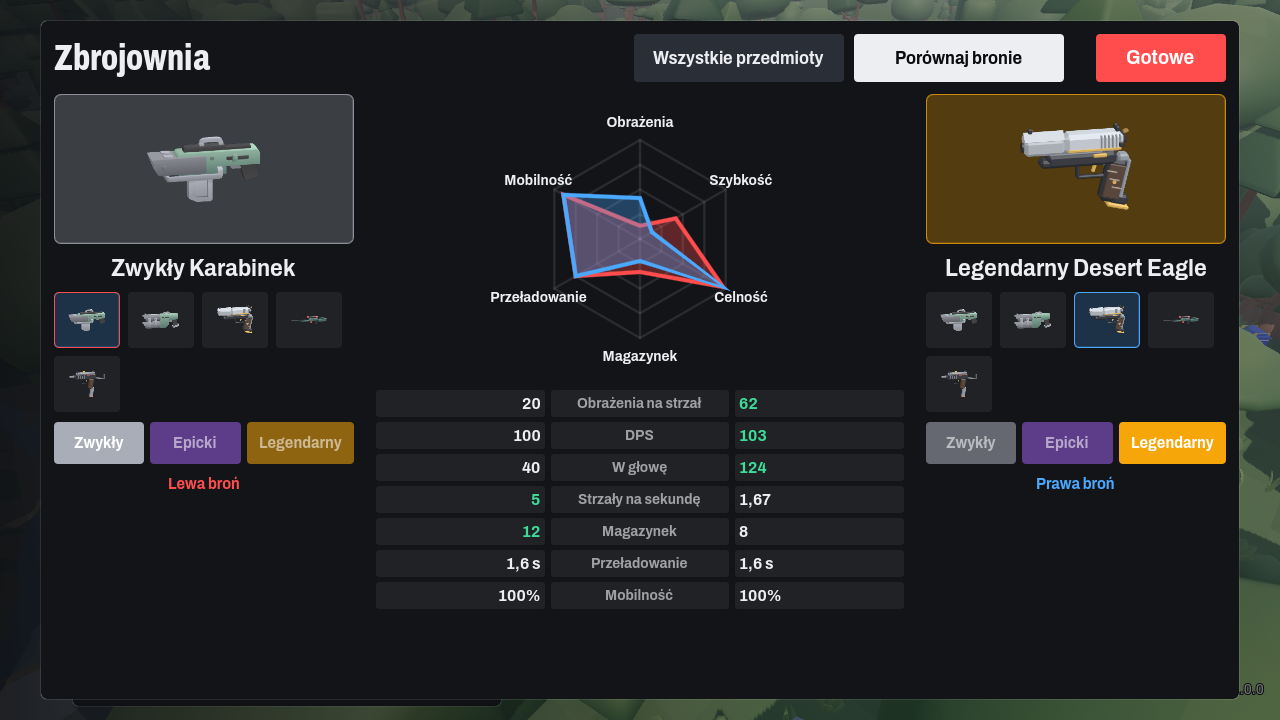 Zbrojownia
Wszystkie przedmioty
Porównaj bronie
Gotowe
Zwykły Karabinek
Zwykły
Epicki
Legendarny
Lewa broń
Obrażenia
Mobilność
Szybkość
Przeładowanie
Celność
Magazynek
20 Obrażenia na strzał 62
100 DPS 103
40 W głowę 124
5 Strzały na sekundę 1,67
12 Magazynek 8
1,6 s Przeładowanie 1,6 s
100% Mobilność 100%
Legendarny Desert Eagle
Zwykły
Epicki
Legendarny
Prawa broń
.0.0